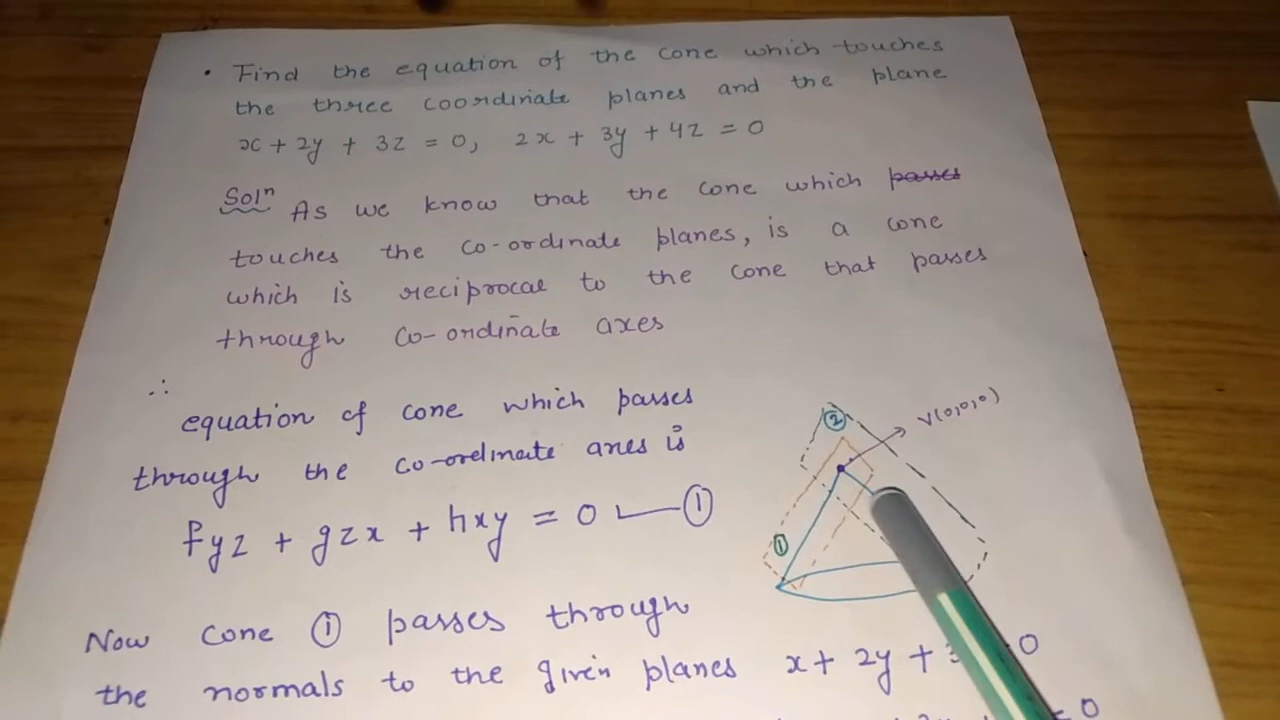 • Find the equation of the cone which touches
the three coordinate planes and the plane
x + 2y + 3z = 0, 2x + 3y + 4z = 0
Solⁿ As we know that the cone which passes
touches the co-ordinate planes, is a cone
which is reciprocal to the cone that passes
through co-ordinate axes
∴
equation of cone which passes
through the co-ordinate axes is
fyz + gzx + hxy = 0 — ①
② V(0,0,0)
①
Now cone ① passes through
the normals to the given planes x + 2y + 3 0
= 0